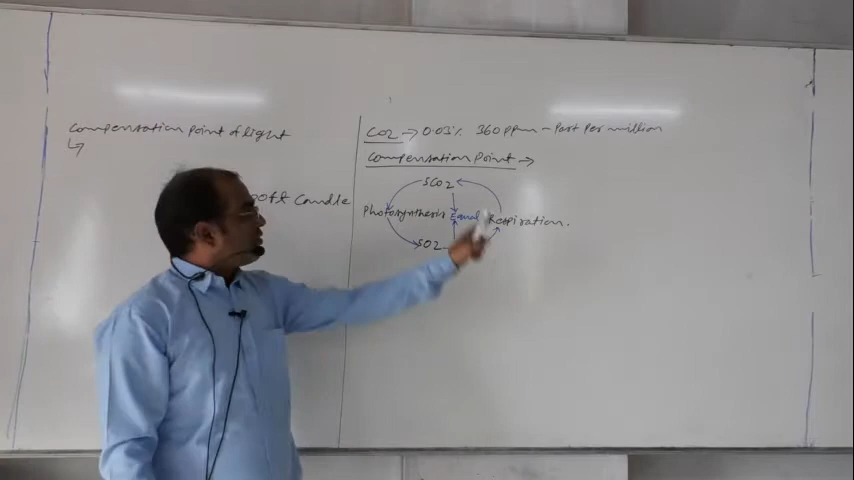 Compensation point of light
00ft Candle
CO2 → 0.03% 360 ppm - Part Per million
Compensation Point →
5CO2
Photosynthesis Equal Respiration.
5O2